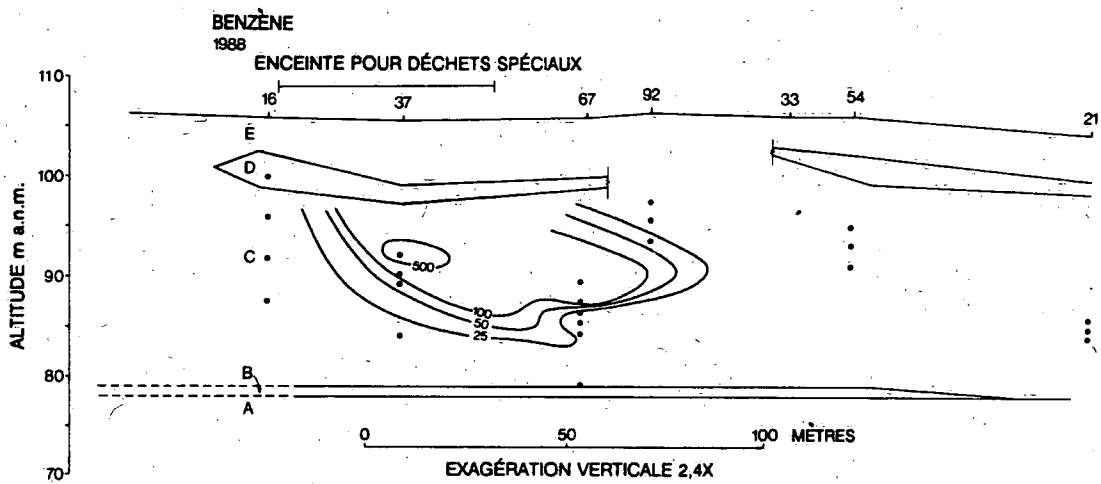 BENZÈNE
1988
ENCEINTE POUR DÉCHETS SPÉCIAUX
110
16 37 67 92 33 54 21
E
D
100
C
500
90
100
50
25
80
B
A
70
ALTITUDE m a.n.m.
0 50 100 MÈTRES
EXAGÉRATION VERTICALE 2,4X